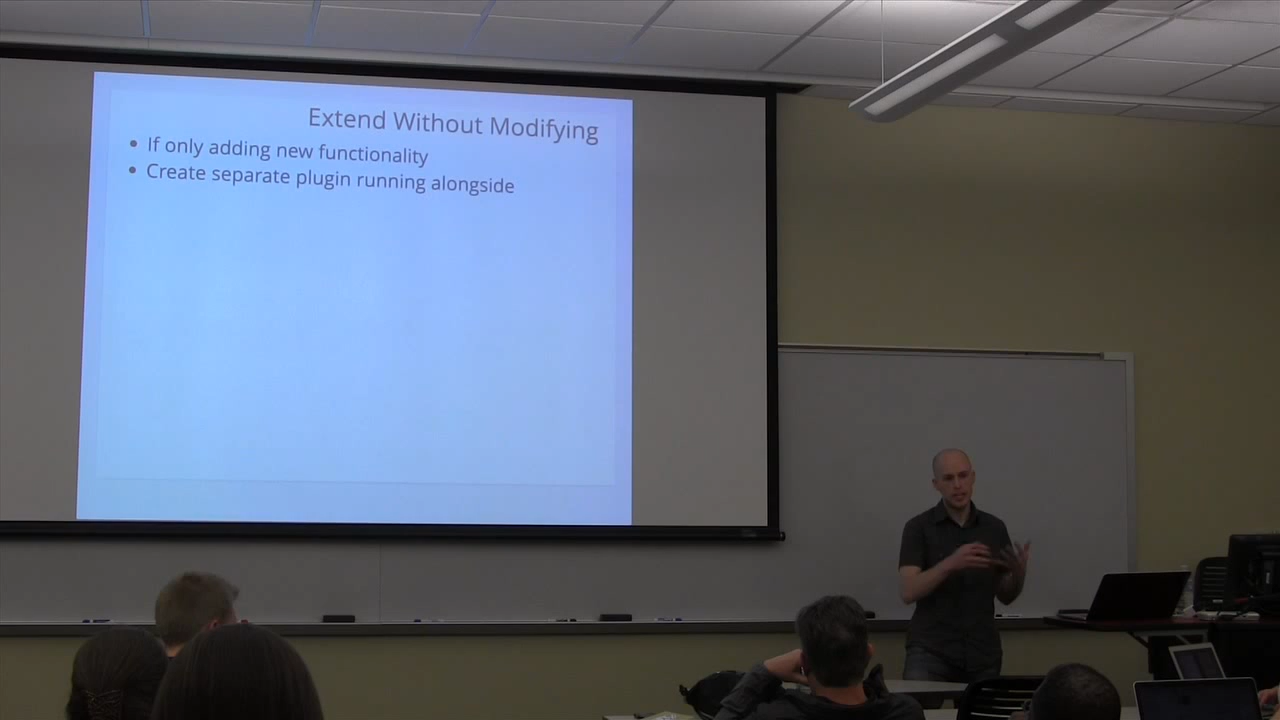 Extend Without Modifying
• If only adding new functionality
• Create separate plugin running alongside